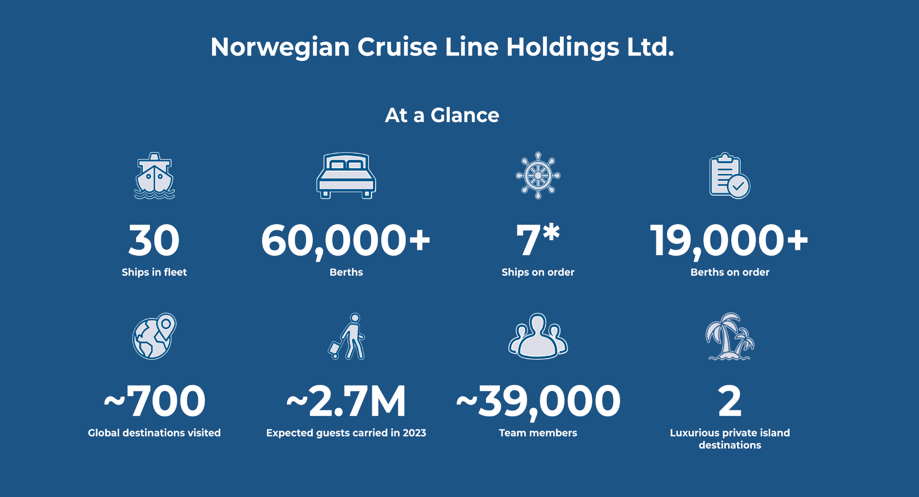 Norwegian Cruise Line Holdings Ltd.
At a Glance
30
Ships in fleet
60,000+
Berths
7*
Ships on order
19,000+
Berths on order
~700
Global destinations visited
~2.7M
Expected guests carried in 2023
~39,000
Team members
2
Luxurious private island
destinations